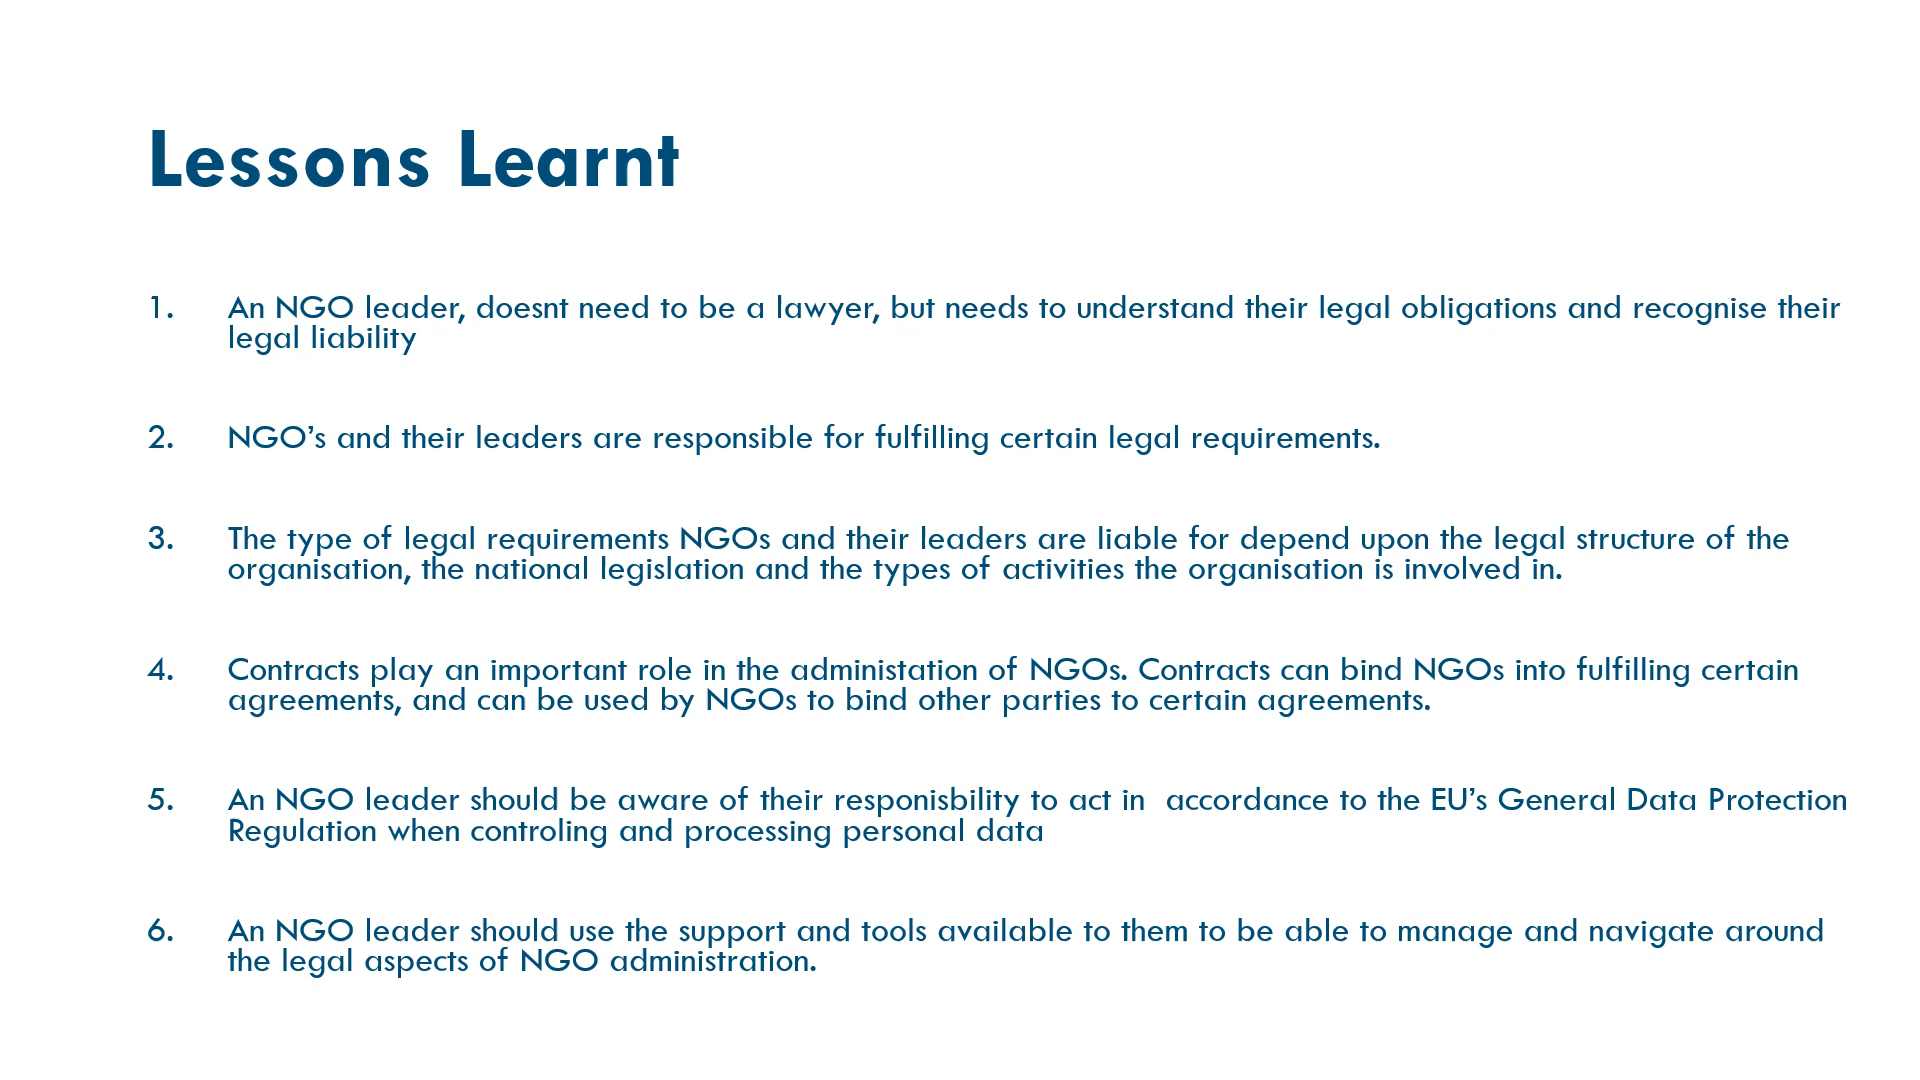 Lessons Learnt
1. An NGO leader, doesnt need to be a lawyer, but needs to understand their legal obligations and recognise their
legal liability
2. NGO’s and their leaders are responsible for fulfilling certain legal requirements.
3. The type of legal requirements NGOs and their leaders are liable for depend upon the legal structure of the
organisation, the national legislation and the types of activities the organisation is involved in.
4. Contracts play an important role in the administation of NGOs. Contracts can bind NGOs into fulfilling certain
agreements, and can be used by NGOs to bind other parties to certain agreements.
5. An NGO leader should be aware of their responisbility to act in  accordance to the EU’s General Data Protection
Regulation when controling and processing personal data
6. An NGO leader should use the support and tools available to them to be able to manage and navigate around
the legal aspects of NGO administration.